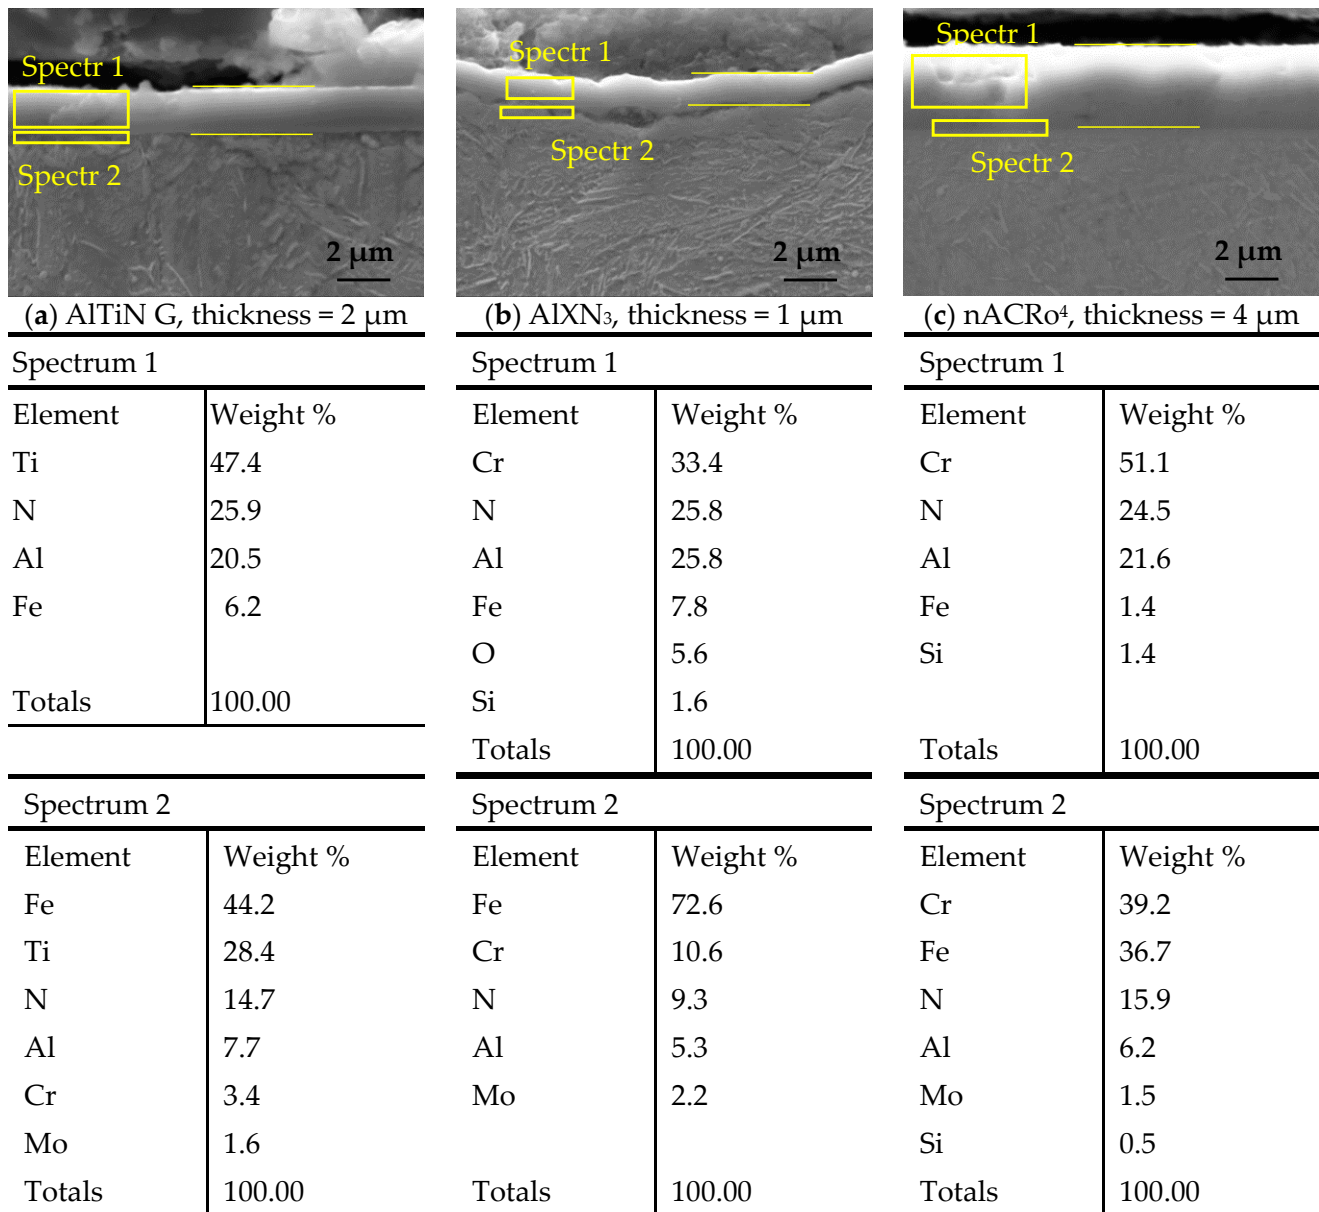 Spectr 1
Spectr 2
2 μm
Spectr 1
Spectr 2
2 μm
Spectr 1
Spectr 2
2 μm
(a) AlTiN G, thickness = 2 μm
(b) AlXN₃, thickness = 1 μm
(c) nACRo⁴, thickness = 4 μm
Spectrum 1
Element Weight %
Ti 47.4
N 25.9
Al 20.5
Fe 6.2
Totals 100.00
Spectrum 1
Element Weight %
Cr 33.4
N 25.8
Al 25.8
Fe 7.8
O 5.6
Si 1.6
Totals 100.00
Spectrum 1
Element Weight %
Cr 51.1
N 24.5
Al 21.6
Fe 1.4
Si 1.4
Totals 100.00
Spectrum 2
Element Weight %
Fe 44.2
Ti 28.4
N 14.7
Al 7.7
Cr 3.4
Mo 1.6
Totals 100.00
Spectrum 2
Element Weight %
Fe 72.6
Cr 10.6
N 9.3
Al 5.3
Mo 2.2
Totals 100.00
Spectrum 2
Element Weight %
Cr 39.2
Fe 36.7
N 15.9
Al 6.2
Mo 1.5
Si 0.5
Totals 100.00